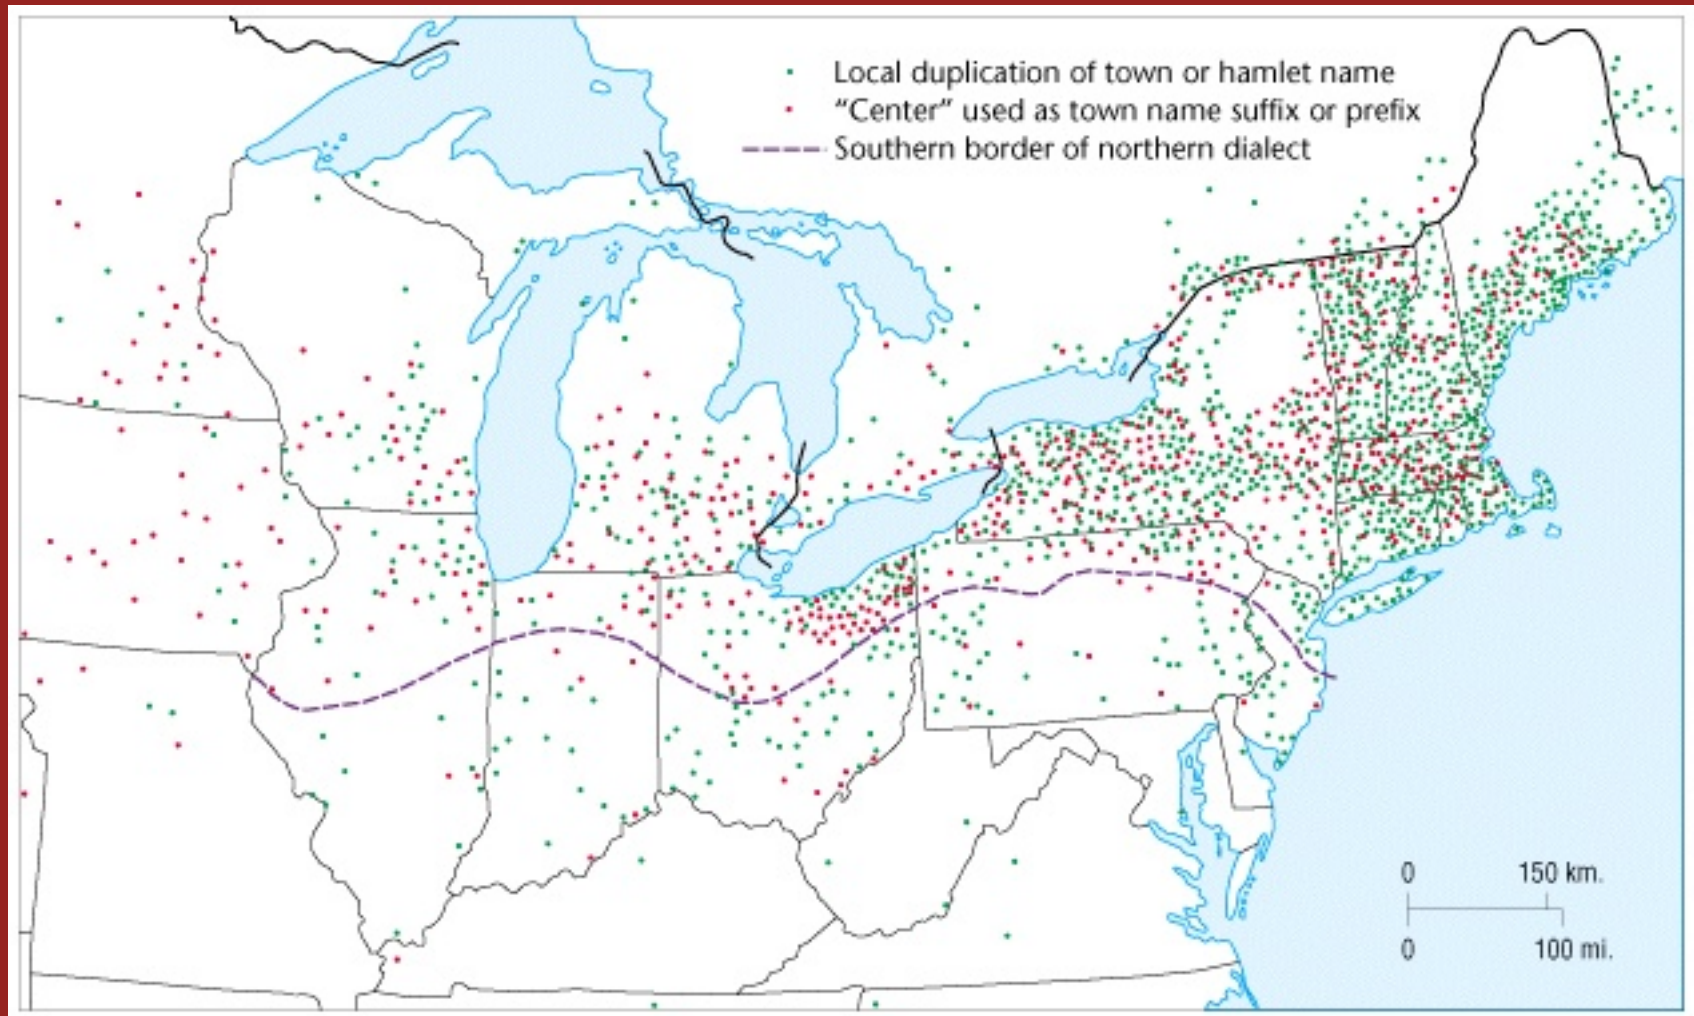 Local duplication of town or hamlet name
“Center” used as town name suffix or prefix
Southern border of northern dialect
0 150 km.
0 100 mi.